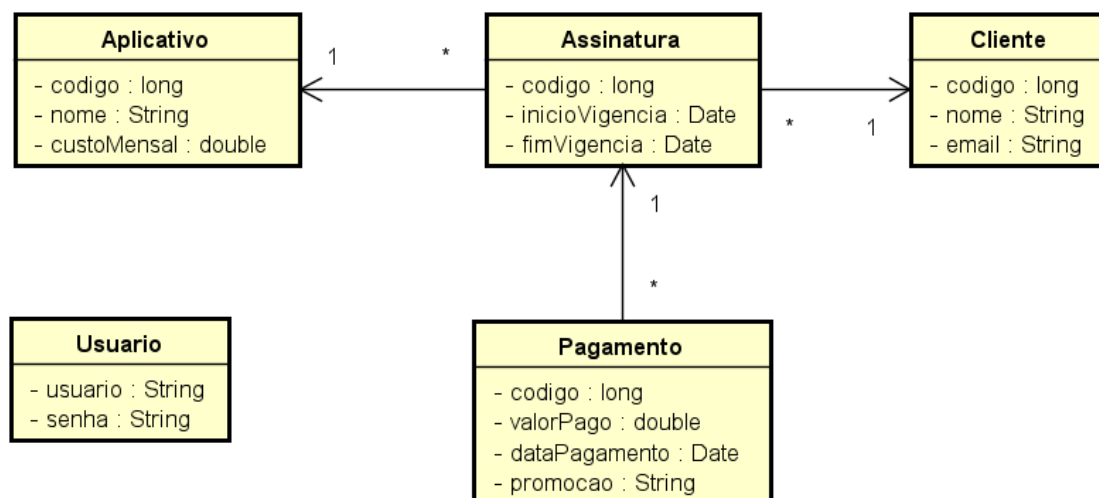 Aplicativo
- codigo : long
- nome : String
- custoMensal : double
1
*
Assinatura
- codigo : long
- inicioVigencia : Date
- fimVigencia : Date
*
1
Cliente
- codigo : long
- nome : String
- email : String
1
*
Usuario
- usuario : String
- senha : String
Pagamento
- codigo : long
- valorPago : double
- dataPagamento : Date
- promocao : String